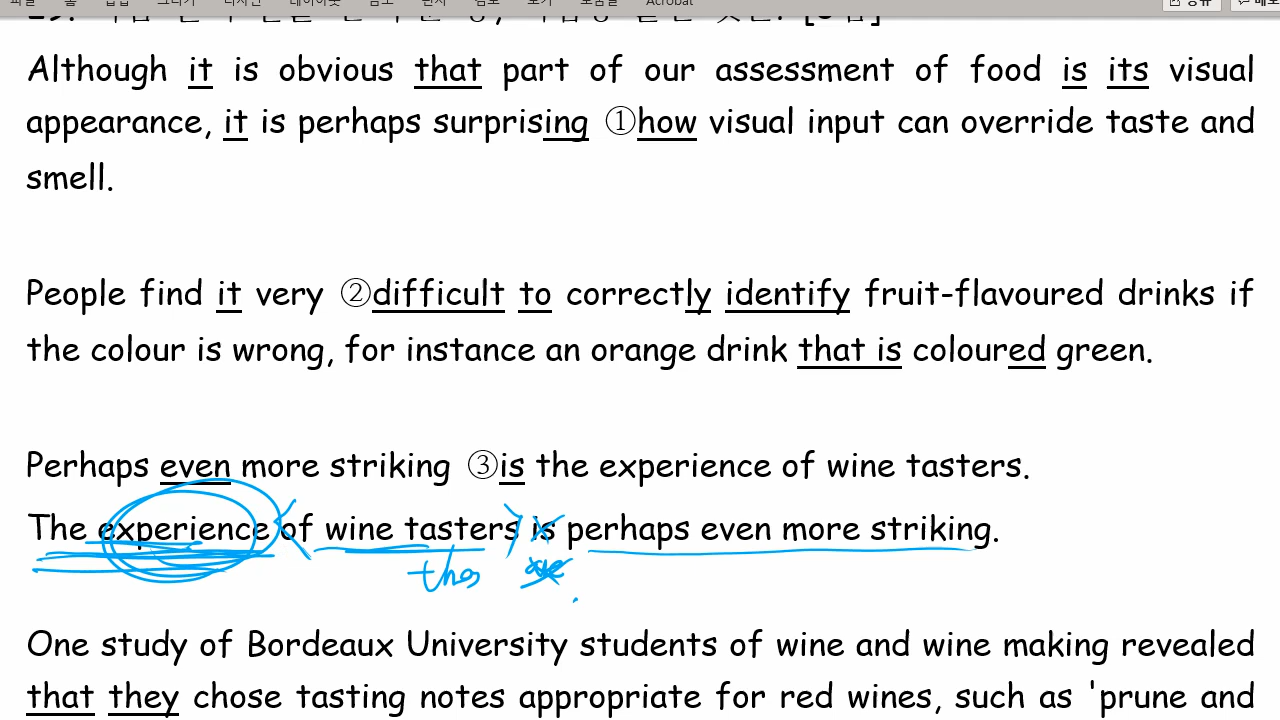 Acrobat
Although it is obvious that part of our assessment of food is its visual
appearance, it is perhaps surprising ①how visual input can override taste and
smell.
People find it very ②difficult to correctly identify fruit-flavoured drinks if
the colour is wrong, for instance an orange drink that is coloured green.
Perhaps even more striking ③is the experience of wine tasters.
The experience of wine tasters is perhaps even more striking.
One study of Bordeaux University students of wine and wine making revealed
that they chose tasting notes appropriate for red wines, such as 'prune and